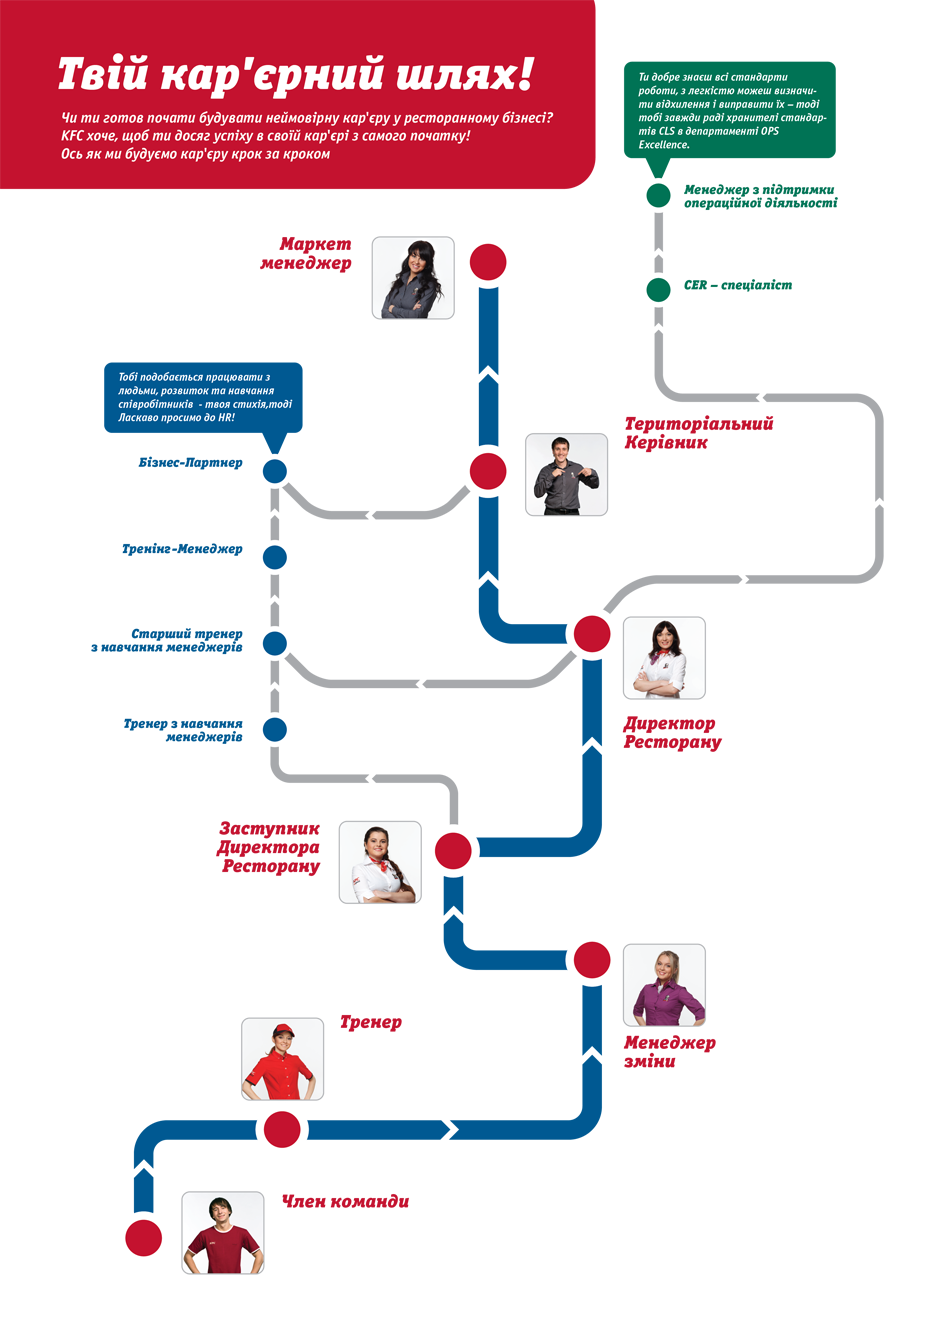 Твій кар'єрний шлях!
Чи ти готов почати будувати неймовірну кар'єру у ресторанному бізнесі?
KFC хоче, щоб ти досяг успіху в своїй кар'єрі з самого початку!
Ось як ми будуємо кар'єру крок за кроком
Ти добре знаєш всі стандарти
роботи, з легкістю можеш визначи-
ти відхилення і виправити їх – тоді
тобі завжди раді хранителі стандар-
тів CLS в департаменті OPS
Excellence.
Менеджер з підтримки
операційної діяльності
CER – спеціаліст
Маркет
менеджер
Тобі подобається працювати з
людьми, розвиток та навчання
співробітників - твоя стихія,тоді
Ласкаво просимо до HR!
Територіальний
Керівник
Бізнес-Партнер
Тренінг-Менеджер
Старший тренер
з навчання менеджерів
Тренер з навчання
менеджерів
Директор
Ресторану
Заступник
Директора
Ресторану
Тренер
Менеджер
зміни
Член команди